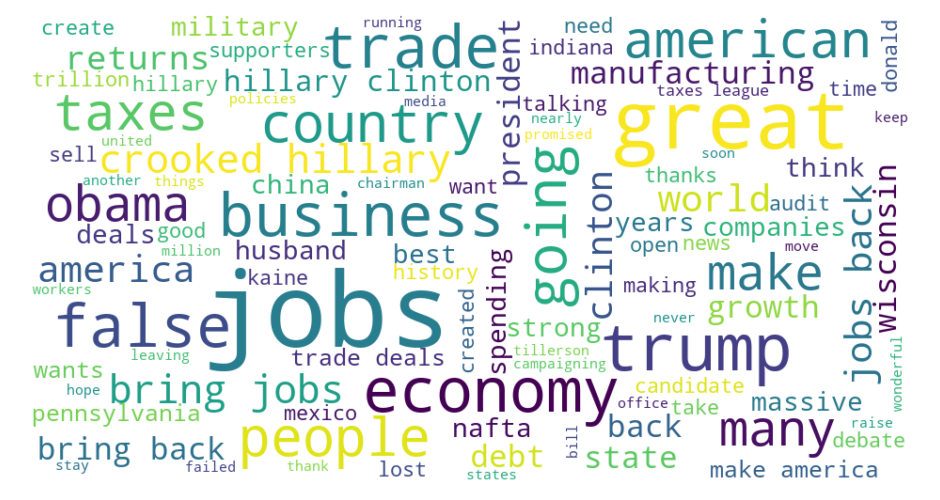 create
military
running
returns
supporters
trade
president
need
indiana
american
donald
trillion
hillary
hillary clinton
manufacturing
taxes
policies
media
talking
taxes league
time
country
nearly
promised
great
keep
united
sell
crooked hillary
soon
think
another
things
china
chairman
want
going
clinton
thanks
world
audit
jobs back
wisconsin
obama
business
years
companies
deals
good
million
husband
best
open
news
move
america
kaine
history
spending
making
make
workers
jobs
created
growth
false
strong
never
trump
leaving
trade deals
tillerson
campaigning
wonderful
wants
hope
bring jobs
economy
candidate
pennsylvania
mexico
office
take
massive
people
nafta
bill
back
many
raise
debate
bring back
debt
state
stay
failed
thank
lost
states
make america